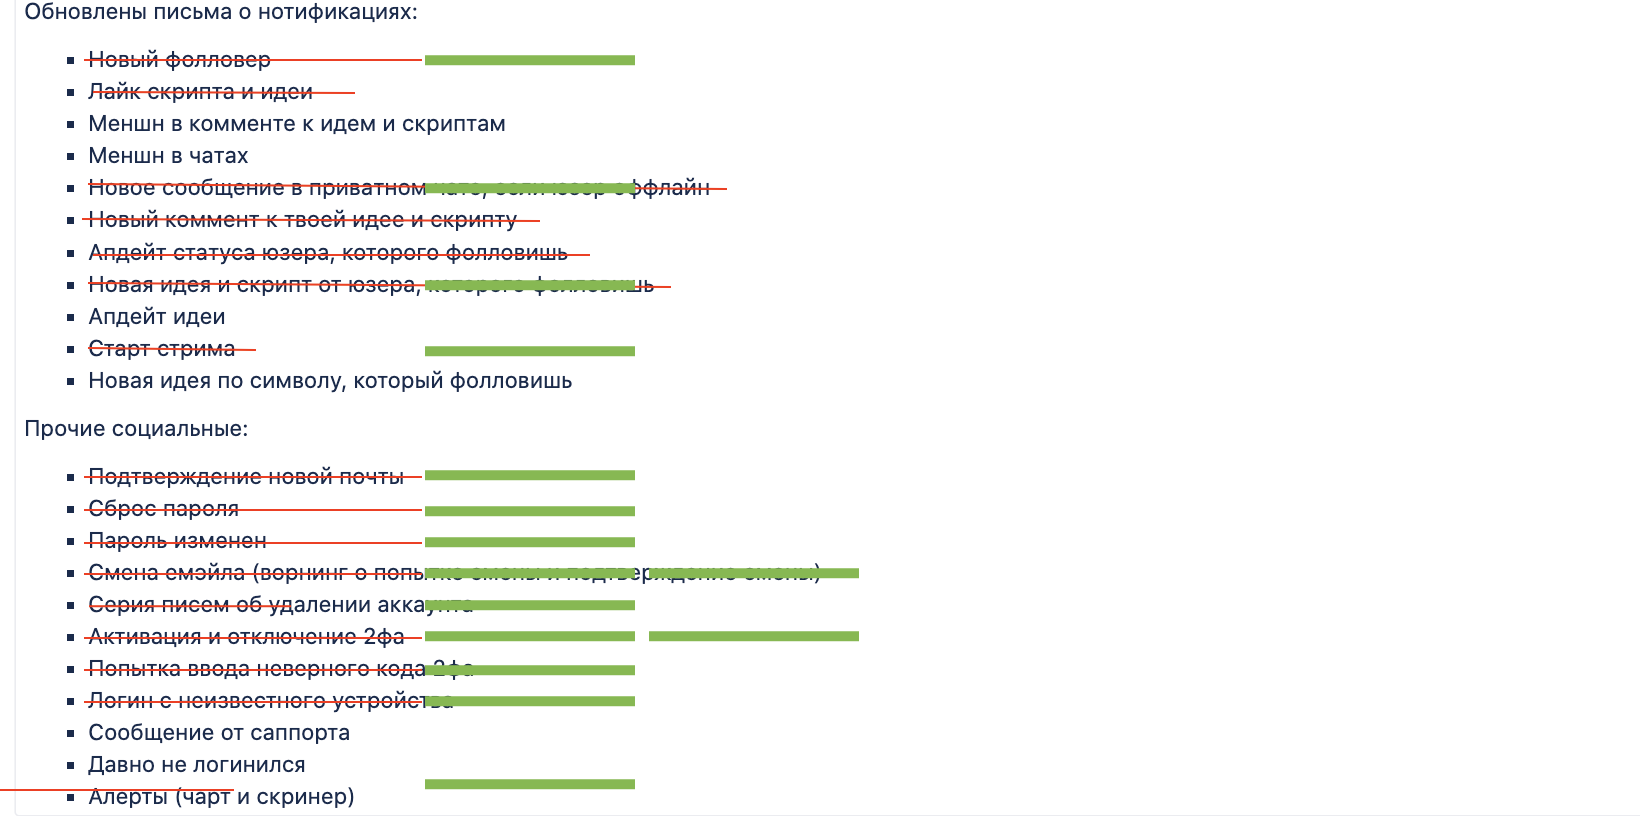 Обновлены письма о нотификациях:
Новый фолловер
Лайк скрипта и идеи
Меншн в комменте к идем и скриптам
Меншн в чатах
Новое сообщение в приватном чате, если юзер оффлайн
Новый коммент к твоей идее и скрипту
Апдейт статуса юзера, которого фолловишь
Новая идея и скрипт от юзера, которого фолловишь
Апдейт идеи
Старт стрима
Новая идея по символу, который фолловишь
Прочие социальные:
Подтверждение новой почты
Сброс пароля
Пароль изменен
Смена емэйла (ворнинг о попытке смены и подтверждение смены)
Серия писем об удалении аккаунта
Активация и отключение 2фа
Попытка ввода неверного кода 2фа
Логин с неизвестного устройства
Сообщение от саппорта
Давно не логинился
Алерты (чарт и скринер)